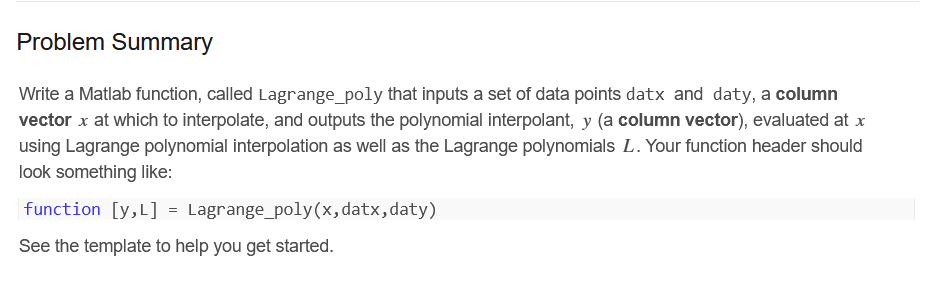 Problem Summary
Write a Matlab function, called Lagrange_poly that inputs a set of data points datx and daty, a column
vector x at which to interpolate, and outputs the polynomial interpolant, y (a column vector), evaluated at x
using Lagrange polynomial interpolation as well as the Lagrange polynomials L. Your function header should
look something like:
function [y,L] = Lagrange_poly(x,datx,daty)
See the template to help you get started.